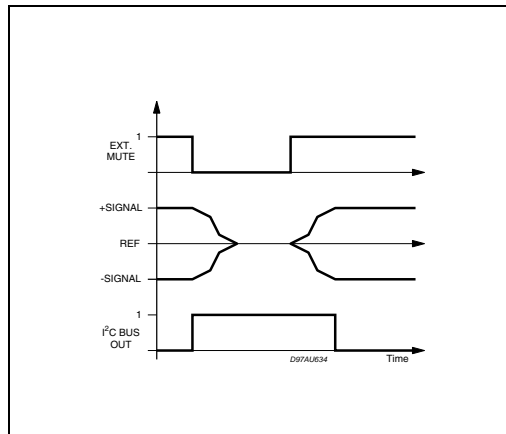 1
EXT.
MUTE
+SIGNAL
REF
-SIGNAL
1
I²C BUS
OUT
D97AU634
Time